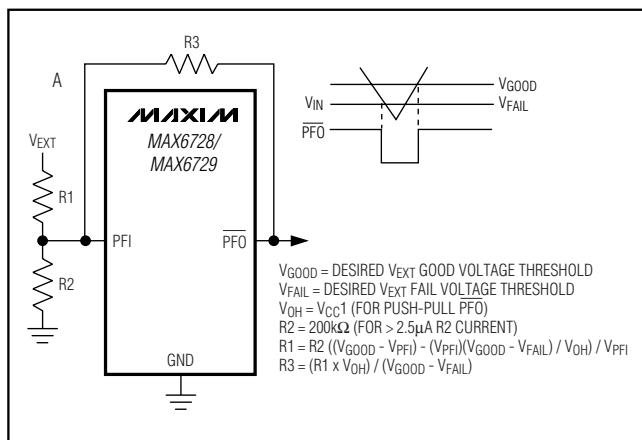 R3
A
MAXIM
MAX6728/
MAX6729
VEXT
R1
PFI
PFO
R2
GND
VGOOD
VIN
VFAIL
PFO
VGOOD = DESIRED VEXT GOOD VOLTAGE THRESHOLD
VFAIL = DESIRED VEXT FAIL VOLTAGE THRESHOLD
VOH = VCC1 (FOR PUSH-PULL PFO)
R2 = 200kΩ (FOR > 2.5μA R2 CURRENT)
R1 = R2 ((VGOOD - VPFI) - (VPFI)(VGOOD - VFAIL) / VOH) / VPFI
R3 = (R1 x VOH) / (VGOOD - VFAIL)